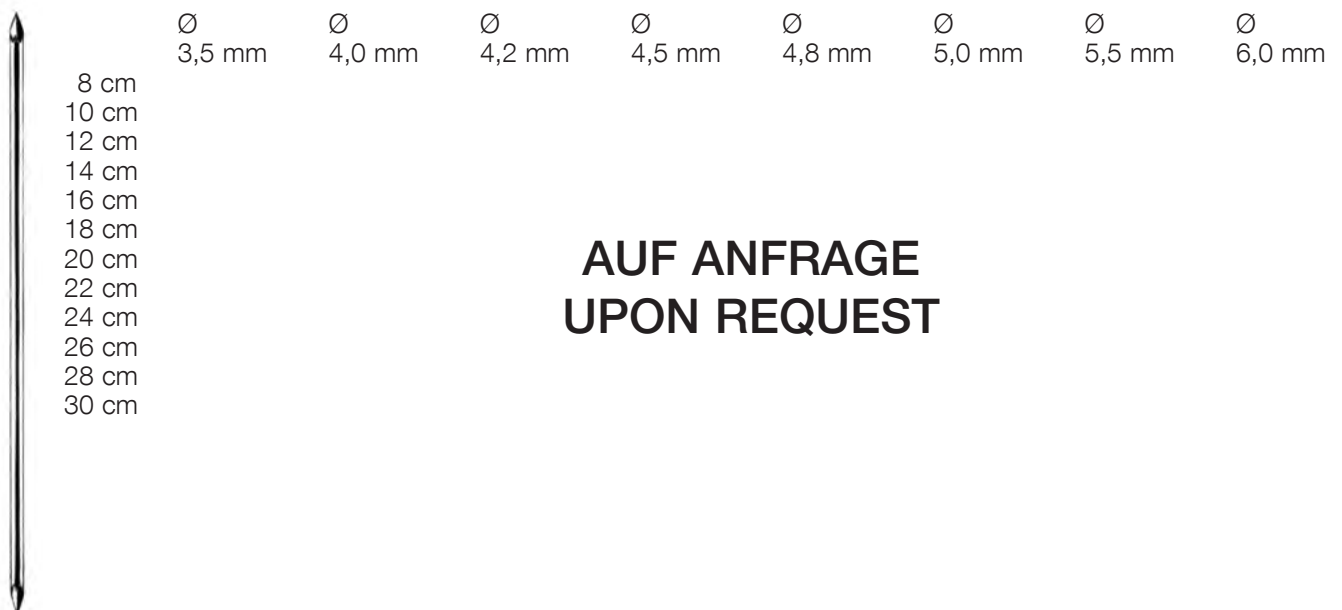 Ø Ø Ø Ø Ø Ø Ø Ø
3,5 mm 4,0 mm 4,2 mm 4,5 mm 4,8 mm 5,0 mm 5,5 mm 6,0 mm
8 cm
10 cm
12 cm
14 cm
16 cm
18 cm
20 cm
22 cm
24 cm
26 cm
28 cm
30 cm
AUF ANFRAGE
UPON REQUEST